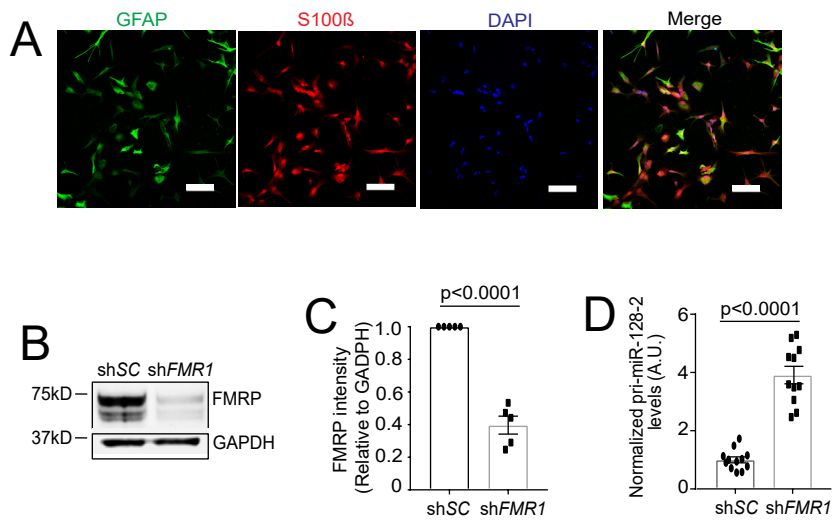 A
GFAP
S100ß
DAPI
Merge
B
shSC shFMR1
75kD
FMRP
37kD
GAPDH
C
p<0.0001
FMRP intensity
(Relative to GADPH)
1.0
0.8
0.6
0.4
0.2
0
shSC shFMR1
D
p<0.0001
Normalized pri-miR-128-2
levels (A.U.)
6
4
2
0
shSC shFMR1